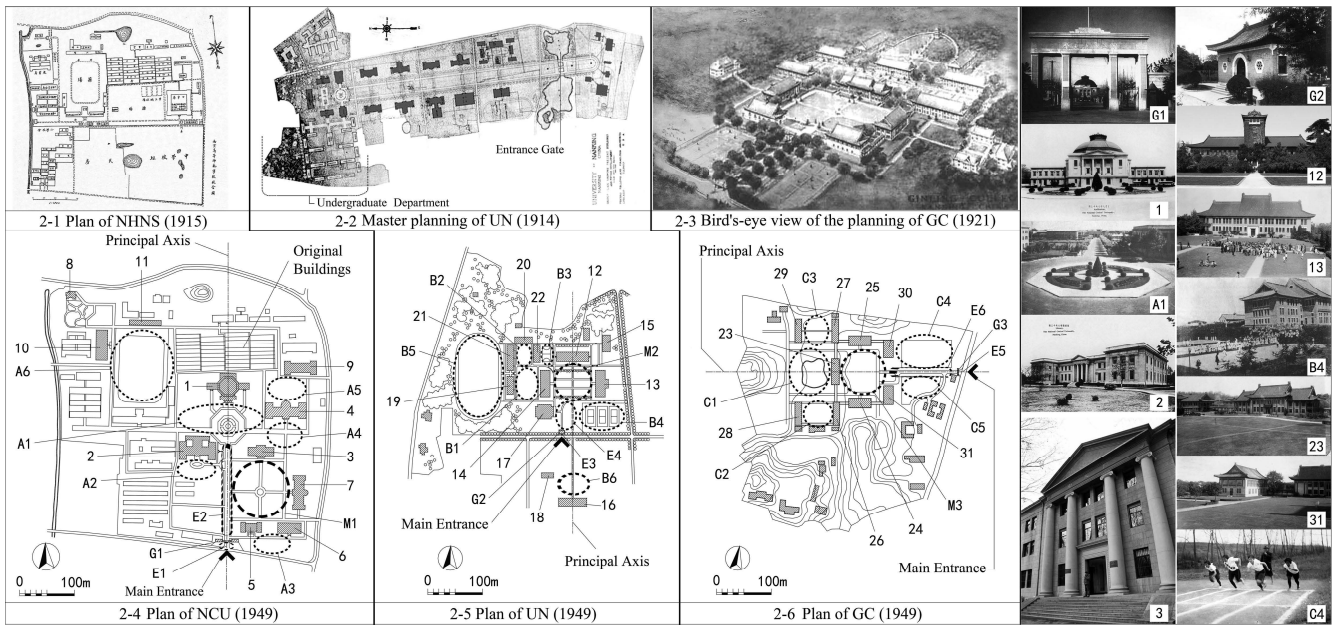 Entrance Gate
Undergraduate Department
UNIVERSITY of NANKING
2-1 Plan of NHNS (1915)
2-2 Master planning of UN (1914)
2-3 Bird's-eye view of the planning of GC (1921)
Principal Axis
Original
Buildings
8
11
10
A6
1
9
A5
4
A1
A4
2
3
A2
7
E2
M1
G1
6
E1
5
A3
Main Entrance
0
100m
2-4 Plan of NCU (1949)
20
B3
12
B2
22
21
15
B5
M2
13
19
B4
B1
14
17
E4
E3
G2
B6
18
16
Main Entrance
Principal Axis
0
100m
2-5 Plan of UN (1949)
Principal Axis
29
C3
27
25
30
C4
E6
G3
23
E5
C1
28
C5
31
C2
M3
24
26
Main Entrance
0
100m
2-6 Plan of GC (1949)
G1
G2
1
12
A1
13
2
B4
23
31
3
C4